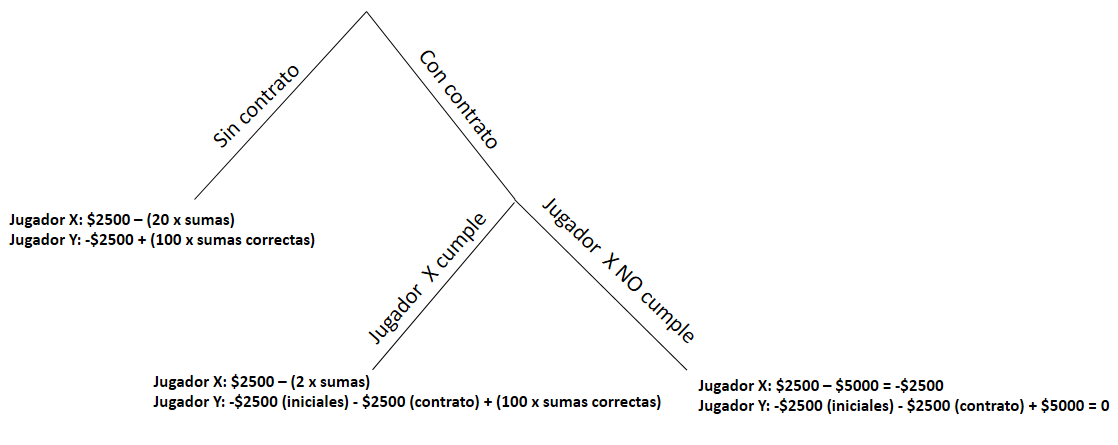 Sin contrato
Con contrato
Jugador X: $2500 – (20 x sumas)
Jugador Y: -$2500 + (100 x sumas correctas)
Jugador X cumple
Jugador X NO cumple
Jugador X: $2500 – (2 x sumas)
Jugador Y: -$2500 (iniciales) - $2500 (contrato) + (100 x sumas correctas)
Jugador X: $2500 – $5000 = -$2500
Jugador Y: -$2500 (iniciales) - $2500 (contrato) + $5000 = 0